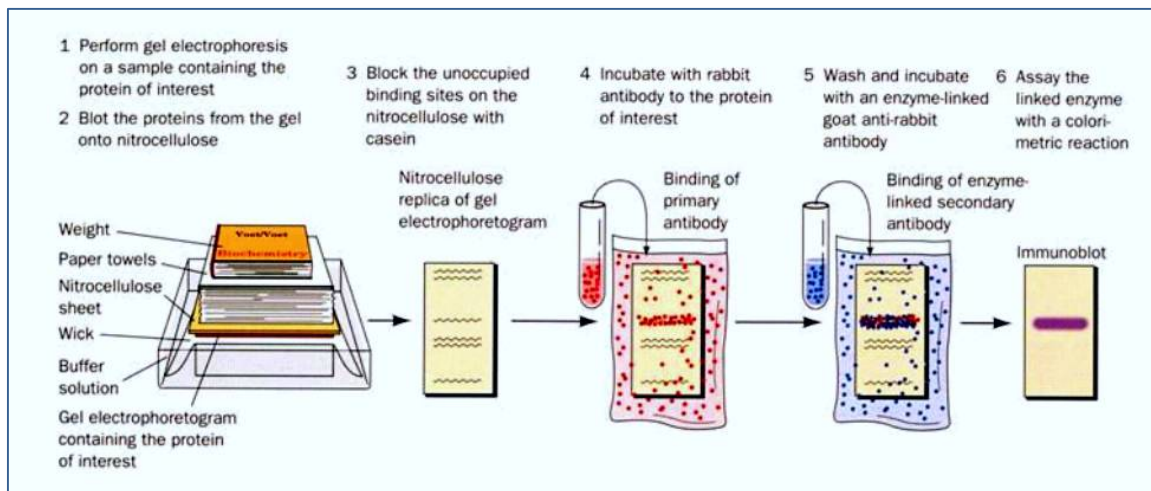 1 Perform gel electrophoresis
on a sample containing the
protein of interest
2 Blot the proteins from the gel
onto nitrocellulose
3 Block the unoccupied
binding sites on the
nitrocellulose with
casein
4 Incubate with rabbit
antibody to the protein
of interest
5 Wash and incubate
with an enzyme-linked
goat anti-rabbit
antibody
6 Assay the
linked enzyme
with a colori-
metric reaction
Nitrocellulose
replica of gel
electrophoretogram
Binding of
primary
antibody
Binding of enzyme-
linked secondary
antibody
Immunoblot
Weight
Voet/Voet
Biochemistry
Paper towels
Nitrocellulose
sheet
Wick
Buffer
solution
Gel electrophoretogram
containing the protein
of interest